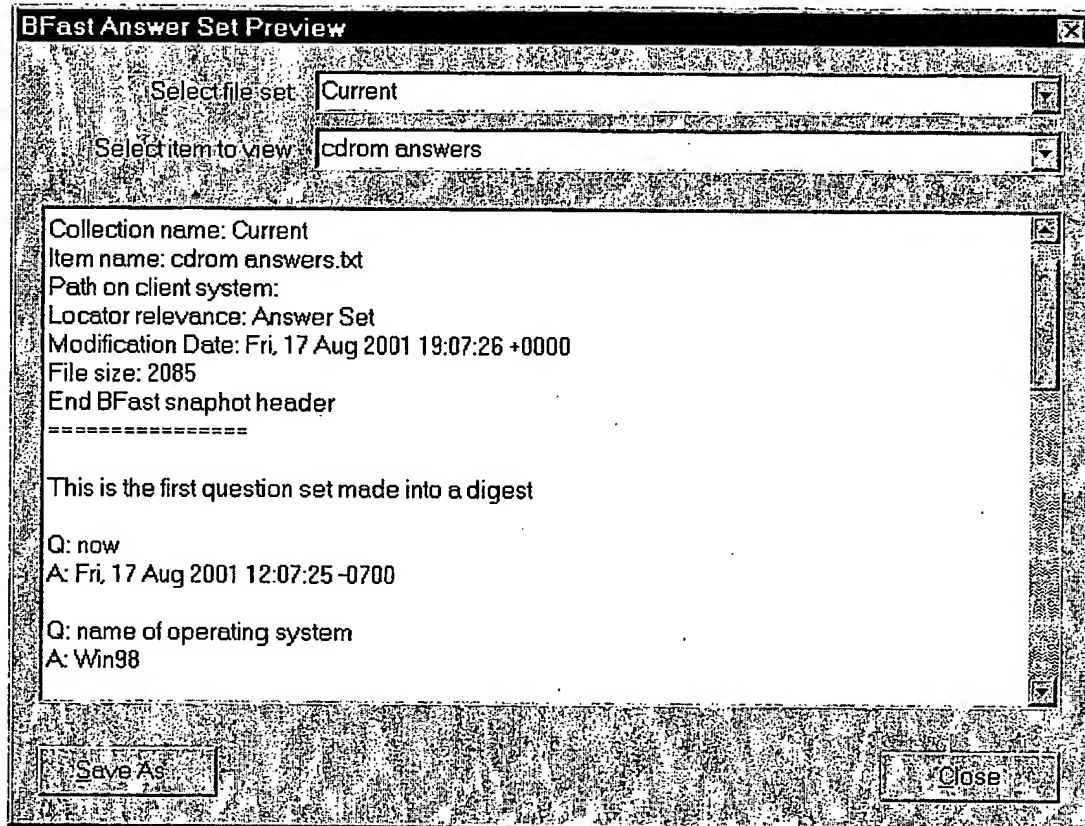 BFast Answer Set Preview
Select file set: Current
Select item to view: cdrom answers
Collection name: Current
Item name: cdrom answers.txt
Path on client system:
Locator relevance: Answer Set
Modification Date: Fri, 17 Aug 2001 19:07:26 +0000
File size: 2085
End BFast snaphot header
================
This is the first question set made into a digest
Q: now
A: Fri, 17 Aug 2001 12:07:25 -0700
Q: name of operating system
A: Win98
Save As
Close